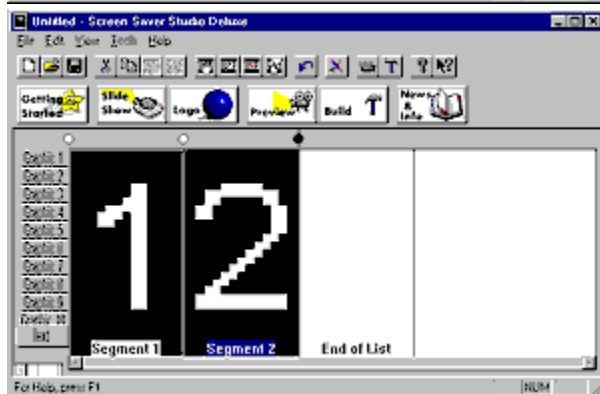 Untitled - Screen Saver Studio Deluxe
File Edit View Tools Help
Getting Started
Slide Show
Logo
Preview
Build
News & Info
Graphic 1
Graphic 2
Graphic 3
Graphic 4
Graphic 5
Graphic 6
Graphic 7
Graphic 8
Graphic 9
Graphic 10
Text
1 2
Segment 1 Segment 2 End of List
For Help, press F1 NUM